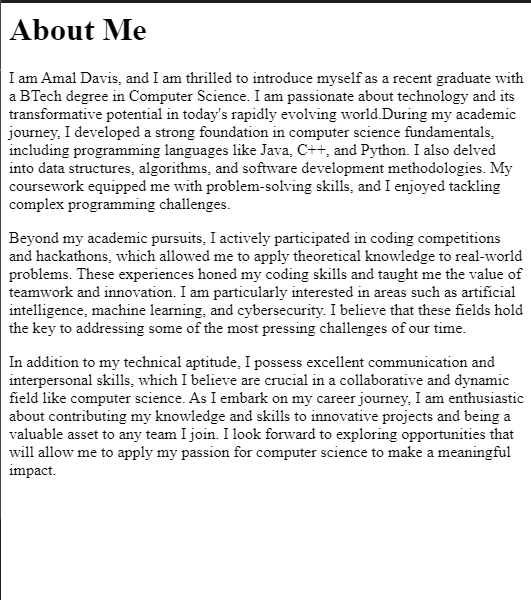 About Me
I am Amal Davis, and I am thrilled to introduce myself as a recent graduate with
a BTech degree in Computer Science. I am passionate about technology and its
transformative potential in today's rapidly evolving world.During my academic
journey, I developed a strong foundation in computer science fundamentals,
including programming languages like Java, C++, and Python. I also delved
into data structures, algorithms, and software development methodologies. My
coursework equipped me with problem-solving skills, and I enjoyed tackling
complex programming challenges.
Beyond my academic pursuits, I actively participated in coding competitions
and hackathons, which allowed me to apply theoretical knowledge to real-world
problems. These experiences honed my coding skills and taught me the value of
teamwork and innovation. I am particularly interested in areas such as artificial
intelligence, machine learning, and cybersecurity. I believe that these fields hold
the key to addressing some of the most pressing challenges of our time.
In addition to my technical aptitude, I possess excellent communication and
interpersonal skills, which I believe are crucial in a collaborative and dynamic
field like computer science. As I embark on my career journey, I am enthusiastic
about contributing my knowledge and skills to innovative projects and being a
valuable asset to any team I join. I look forward to exploring opportunities that
will allow me to apply my passion for computer science to make a meaningful
impact.